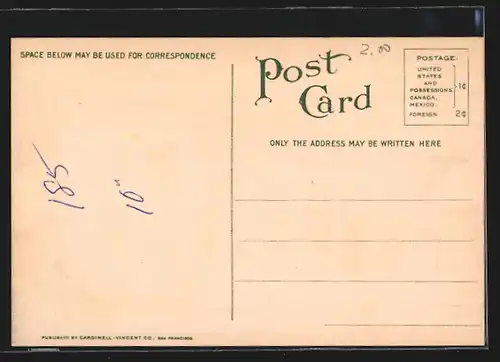 SPACE BELOW MAY BE USED FOR CORRESPONDENCE
Post
Card
2.00
POSTAGE.
UNITED
STATES
AND
POSSESSIONS,
CANADA,
MEXICO.
1¢
FOREIGN 2¢
ONLY THE ADDRESS MAY BE WRITTEN HERE
185
10
PUBLISHED BY CARDINELL-VINCENT CO., SAN FRANCISCO.